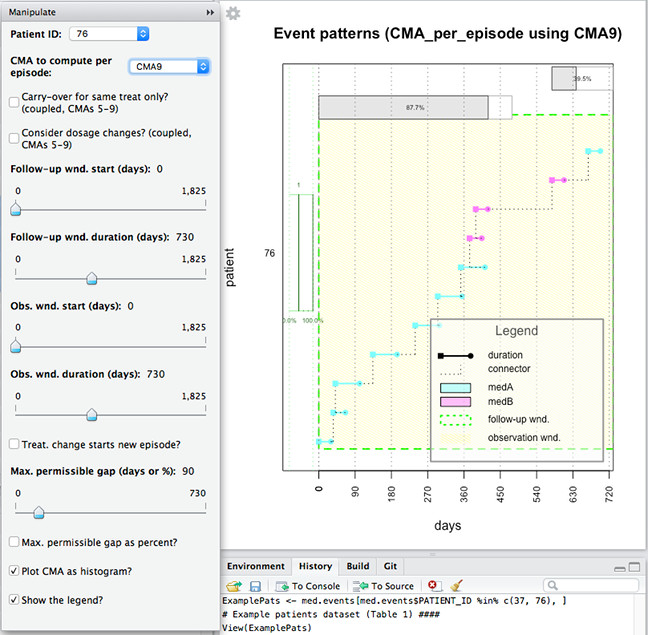 Manipulate
Patient ID: 76
CMA to compute per
episode: CMA9
Carry-over for same treat only?
(coupled, CMAs 5-9)
Consider dosage changes? (coupled,
CMAs 5-9)
Follow-up wnd. start (days): 0
0 1,825
Follow-up wnd. duration (days): 730
0 1,825
Obs. wnd. start (days): 0
0 1,825
Obs. wnd. duration (days): 730
0 1,825
Treat. change starts new episode?
Max. permissible gap (days or %): 90
0 730
Max. permissible gap as percent?
Plot CMA as histogram?
Show the legend?
Event patterns (CMA_per_episode using CMA9)
39.5%
87.7%
1
patient
76
0.0% 100.0%
Legend
duration
connector
medA
medB
follow-up wnd.
observation wnd.
0 90 180 270 360 450 540 630 720
days
Environment History Build Git
To Console To Source
ExamplePats <- med.events[med.events$PATIENT_ID %in% c(37, 76), ]
# Example patients dataset (Table 1) ####
View(ExamplePats)